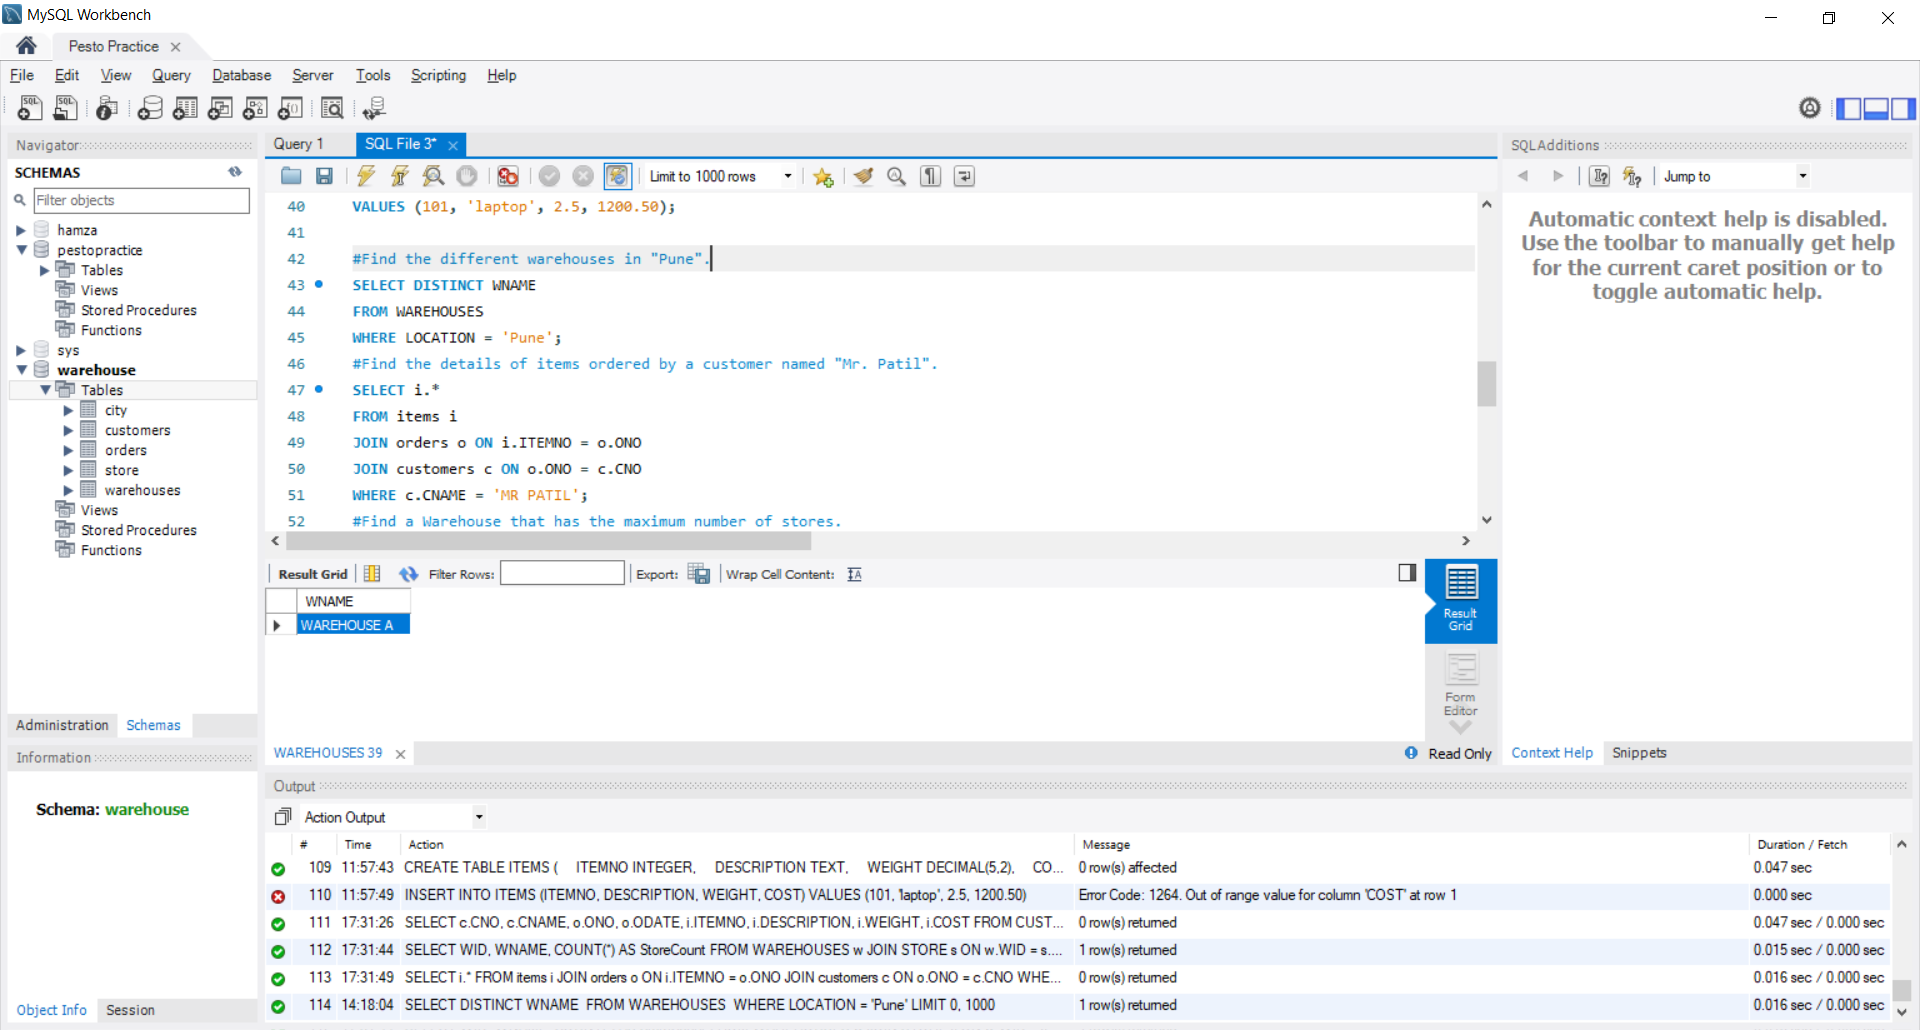 MySQL Workbench
Pesto Practice
File Edit View Query Database Server Tools Scripting Help
Navigator
SCHEMAS
Filter objects
hamza
pestopractice
Tables
Views
Stored Procedures
Functions
sys
warehouse
Tables
city
customers
orders
store
warehouses
Views
Stored Procedures
Functions
Administration Schemas
Information
Schema: warehouse
Object Info Session
Query 1 SQL File 3*
Limit to 1000 rows
40 VALUES (101, 'laptop', 2.5, 1200.50);
41
42 #Find the different warehouses in "Pune".
43 SELECT DISTINCT WNAME
44 FROM WAREHOUSES
45 WHERE LOCATION = 'Pune';
46 #Find the details of items ordered by a customer named "Mr. Patil".
47 SELECT i.*
48 FROM items i
49 JOIN orders o ON i.ITEMNO = o.ONO
50 JOIN customers c ON o.ONO = c.CNO
51 WHERE c.CNAME = 'MR PATIL';
52 #Find a Warehouse that has the maximum number of stores.
Result Grid Filter Rows: Export: Wrap Cell Content:
WNAME
WAREHOUSE A
Result
Grid
Form
Editor
WAREHOUSES 39
Read Only
SQLAdditions
Jump to
Automatic context help is disabled.
Use the toolbar to manually get help
for the current caret position or to
toggle automatic help.
Context Help Snippets
Output
Action Output
# Time Action Message Duration / Fetch
109 11:57:43 CREATE TABLE ITEMS ( ITEMNO INTEGER, DESCRIPTION TEXT, WEIGHT DECIMAL(5,2), CO... 0 row(s) affected 0.047 sec
110 11:57:49 INSERT INTO ITEMS (ITEMNO, DESCRIPTION, WEIGHT, COST) VALUES (101, 'laptop', 2.5, 1200.50) Error Code: 1264. Out of range value for column 'COST' at row 1 0.000 sec
111 17:31:26 SELECT c.CNO, c.CNAME, o.ONO, o.ODATE, i.ITEMNO, i.DESCRIPTION, i.WEIGHT, i.COST FROM CUST... 0 row(s) returned 0.047 sec / 0.000 sec
112 17:31:44 SELECT WID, WNAME, COUNT(*) AS StoreCount FROM WAREHOUSES w JOIN STORE s ON w.WID = s.... 1 row(s) returned 0.015 sec / 0.000 sec
113 17:31:49 SELECT i.* FROM items i JOIN orders o ON i.ITEMNO = o.ONO JOIN customers c ON o.ONO = c.CNO WHE... 0 row(s) returned 0.016 sec / 0.000 sec
114 14:18:04 SELECT DISTINCT WNAME FROM WAREHOUSES WHERE LOCATION = 'Pune' LIMIT 0, 1000 1 row(s) returned 0.016 sec / 0.000 sec